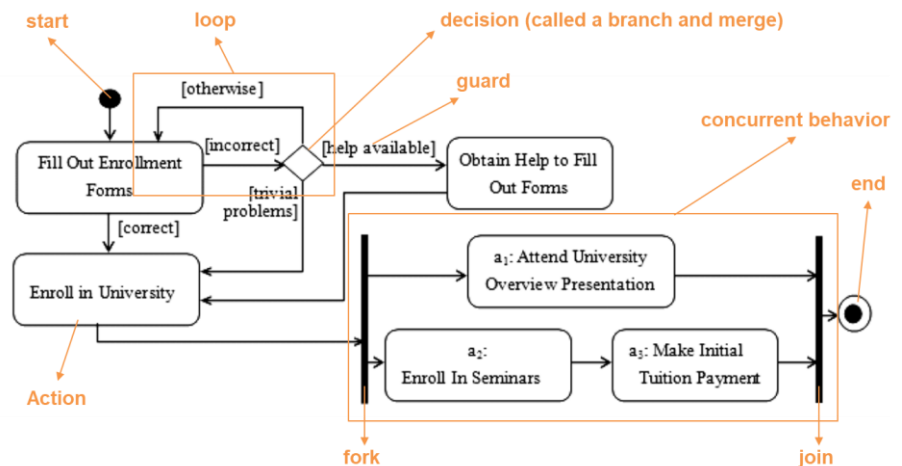 start
loop
decision (called a branch and merge)
guard
concurrent behavior
end
[otherwise]
[incorrect]
[help available]
Fill Out Enrollment
Forms
Obtain Help to Fill
Out Forms
[trivial
problems]
[correct]
Enroll in University
a₁: Attend University
Overview Presentation
a₂:
Enroll In Seminars
a₃: Make Initial
Tuition Payment
Action
fork
join